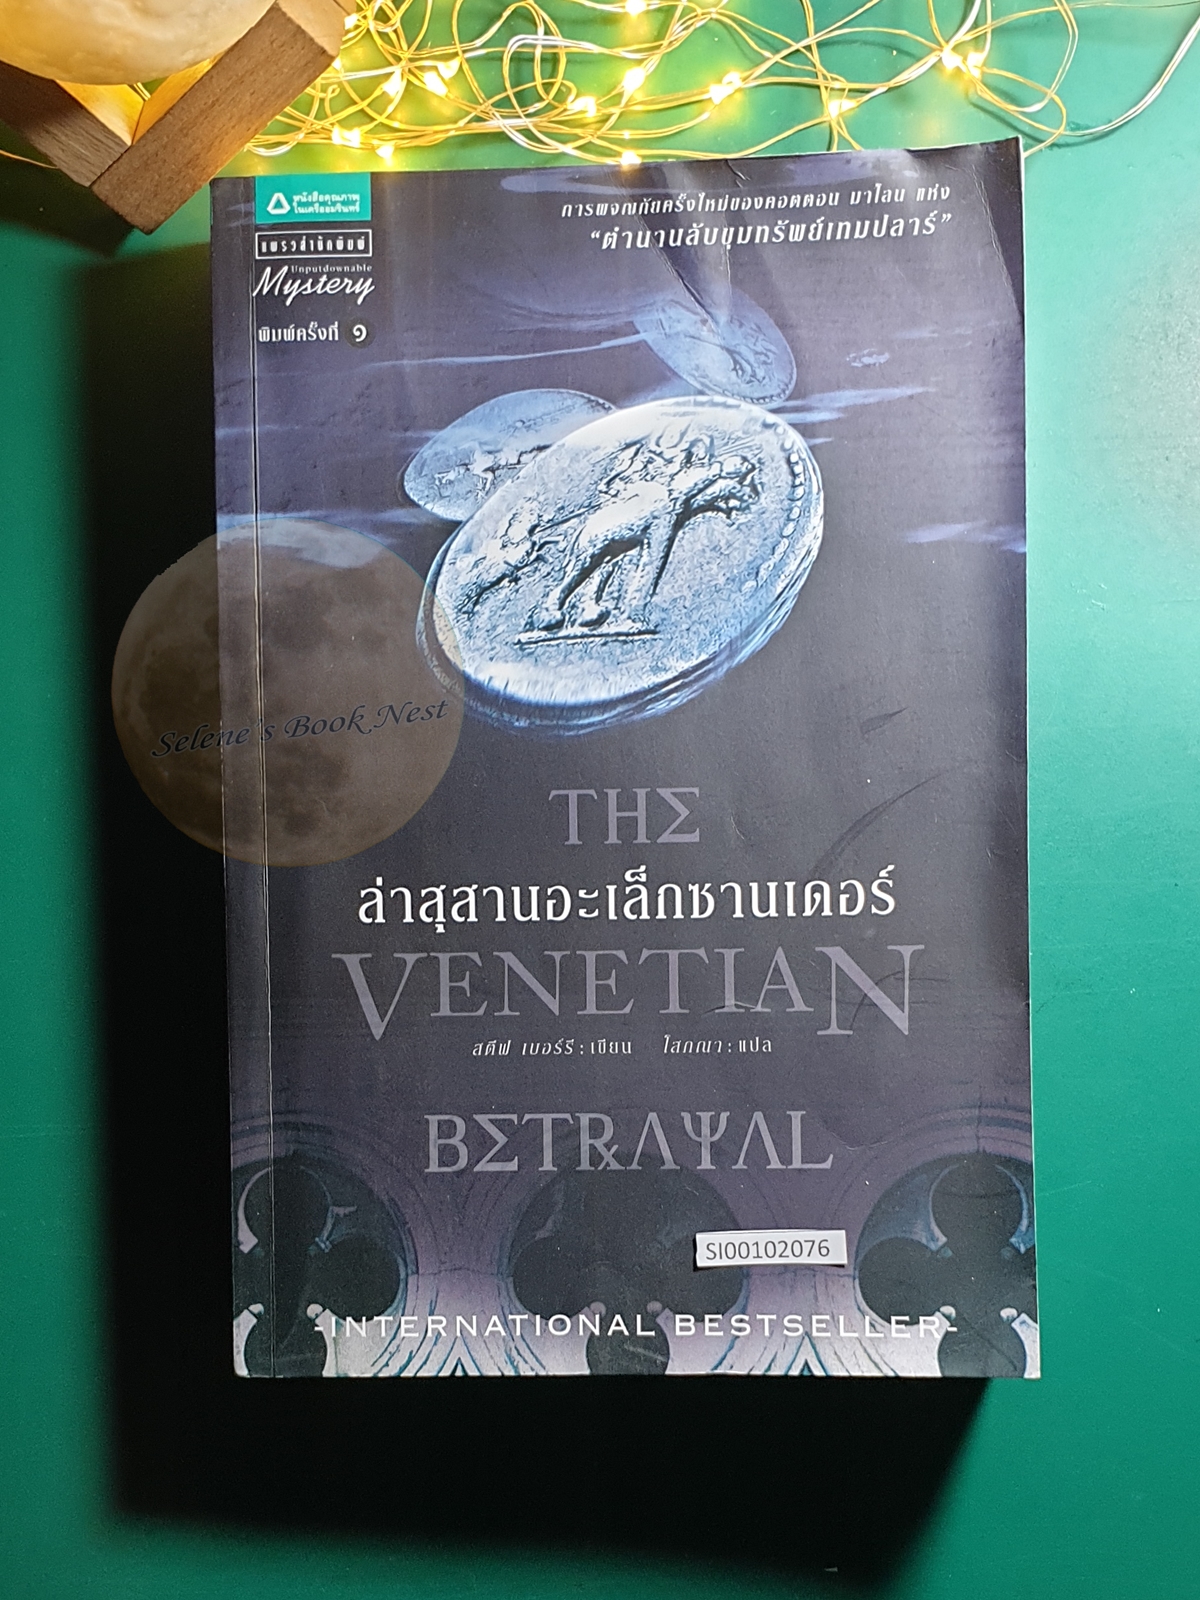 หนังสือคุณภาพ
ในเครืออมรินทร์
แพรวสำนักพิมพ์
Unputdownable
Mystery
พิมพ์ครั้งที่ ๑
การผจญภัยครั้งใหม่ของคอตตอน มาโลน แห่ง
“ตำนานลับขุมทรัพย์เทมปลาร์”
Selene's Book Nest
THΣ
ล่าสุสานอะเล็กซานเดอร์
VENETIAN
สตีฟ เบอร์รี : เขียน โสภณา : แปล
BΣTRΛΨΛL
SI00102076
-INTERNATIONAL BESTSELLER-